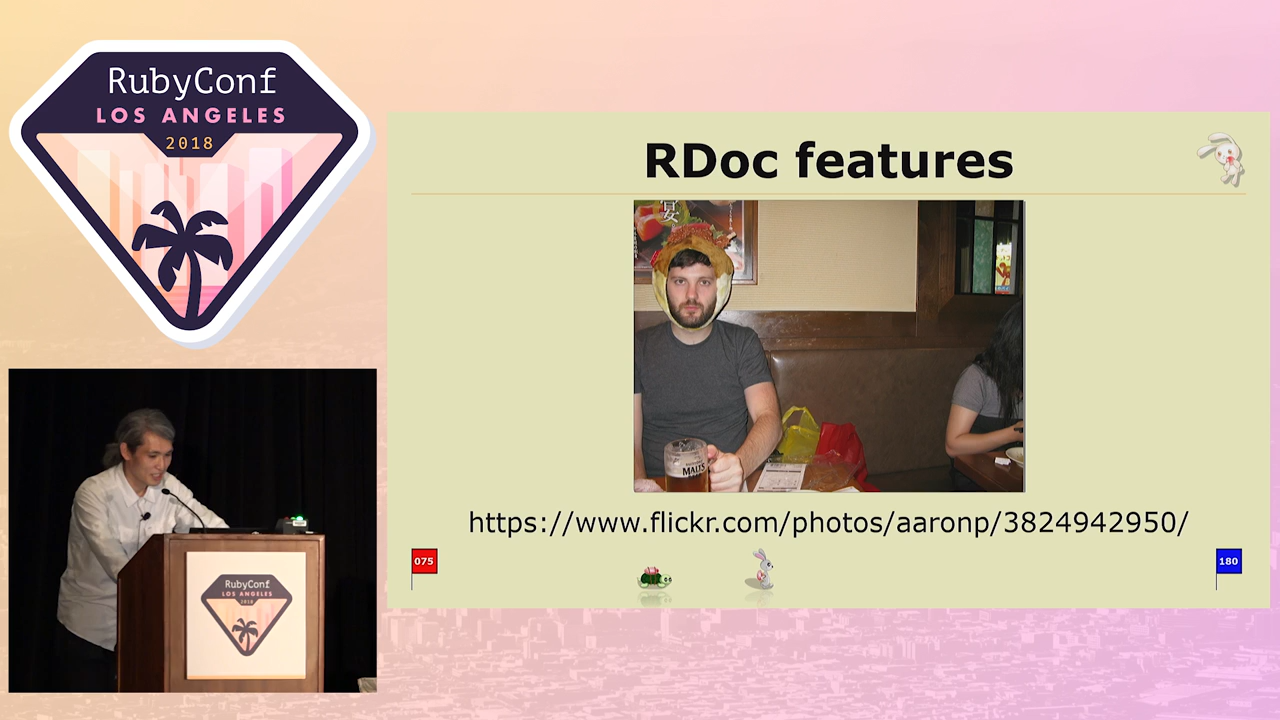 RubyConf
LOS ANGELES
2018
RDoc features
宴
MALTS
https://www.flickr.com/photos/aaronp/3824942950/
075
180
RubyConf
LOS ANGELES
2018